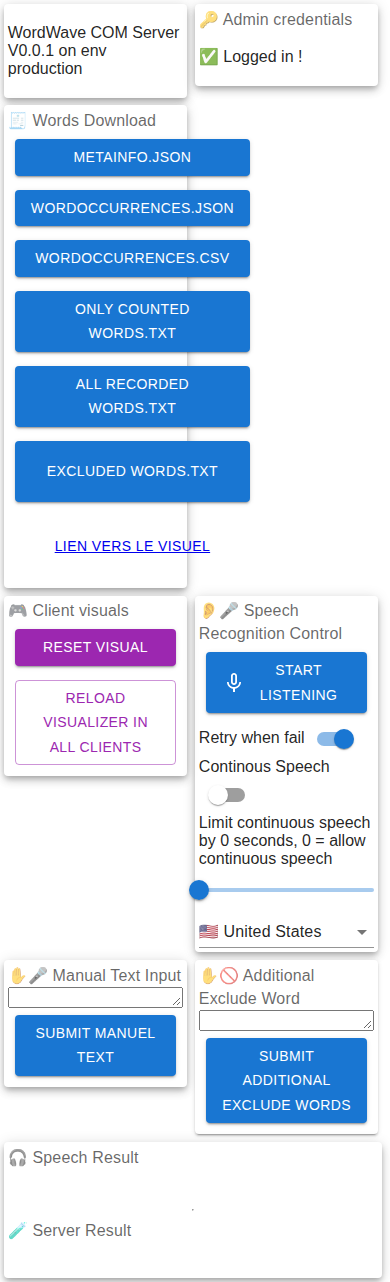 WordWave COM Server
V0.0.1 on env
production
🔑 Admin credentials
✅ Logged in !
🧾 Words Download
METAINFO.JSON
WORDOCCURRENCES.JSON
WORDOCCURRENCES.CSV
ONLY COUNTED
WORDS.TXT
ALL RECORDED
WORDS.TXT
EXCLUDED WORDS.TXT
LIEN VERS LE VISUEL
🎮 Client visuals
RESET VISUAL
RELOAD
VISUALIZER IN
ALL CLIENTS
👂🎤 Speech
Recognition Control
START
LISTENING
Retry when fail
Continous Speech
Limit continuous speech
by 0 seconds, 0 = allow
continuous speech
🇺🇸 United States
✋🎤 Manual Text Input
SUBMIT MANUEL
TEXT
✋🚫 Additional
Exclude Word
SUBMIT
ADDITIONAL
EXCLUDE WORDS
🎧 Speech Result
.
🧪 Server Result